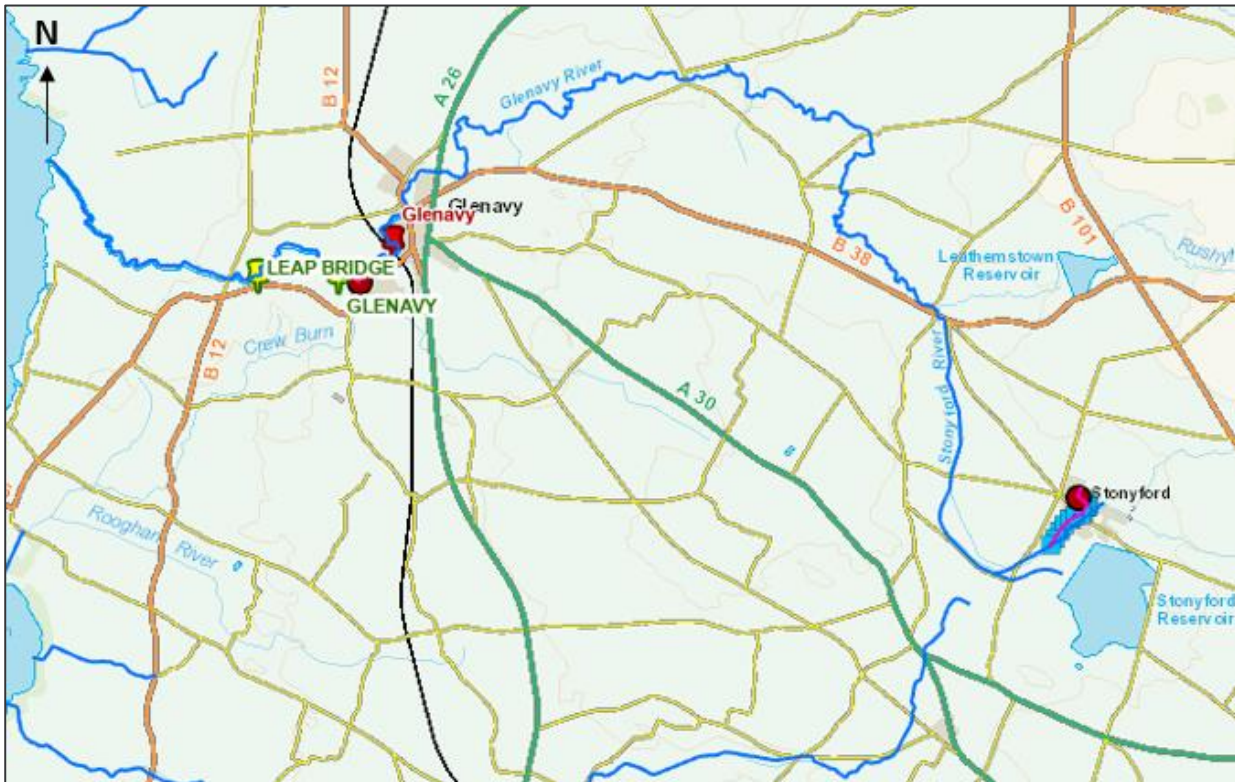 N
B 12
A 26
Glenavy River
Glenavy
Glenavy
LEAP BRIDGE
GLENAVY
B 38
B 101
Leathemstown
Reservoir
Crew Burn
B 12
A 30
Stonyford River
Stonyford
Rooghan River
Stonyford
Reservoir